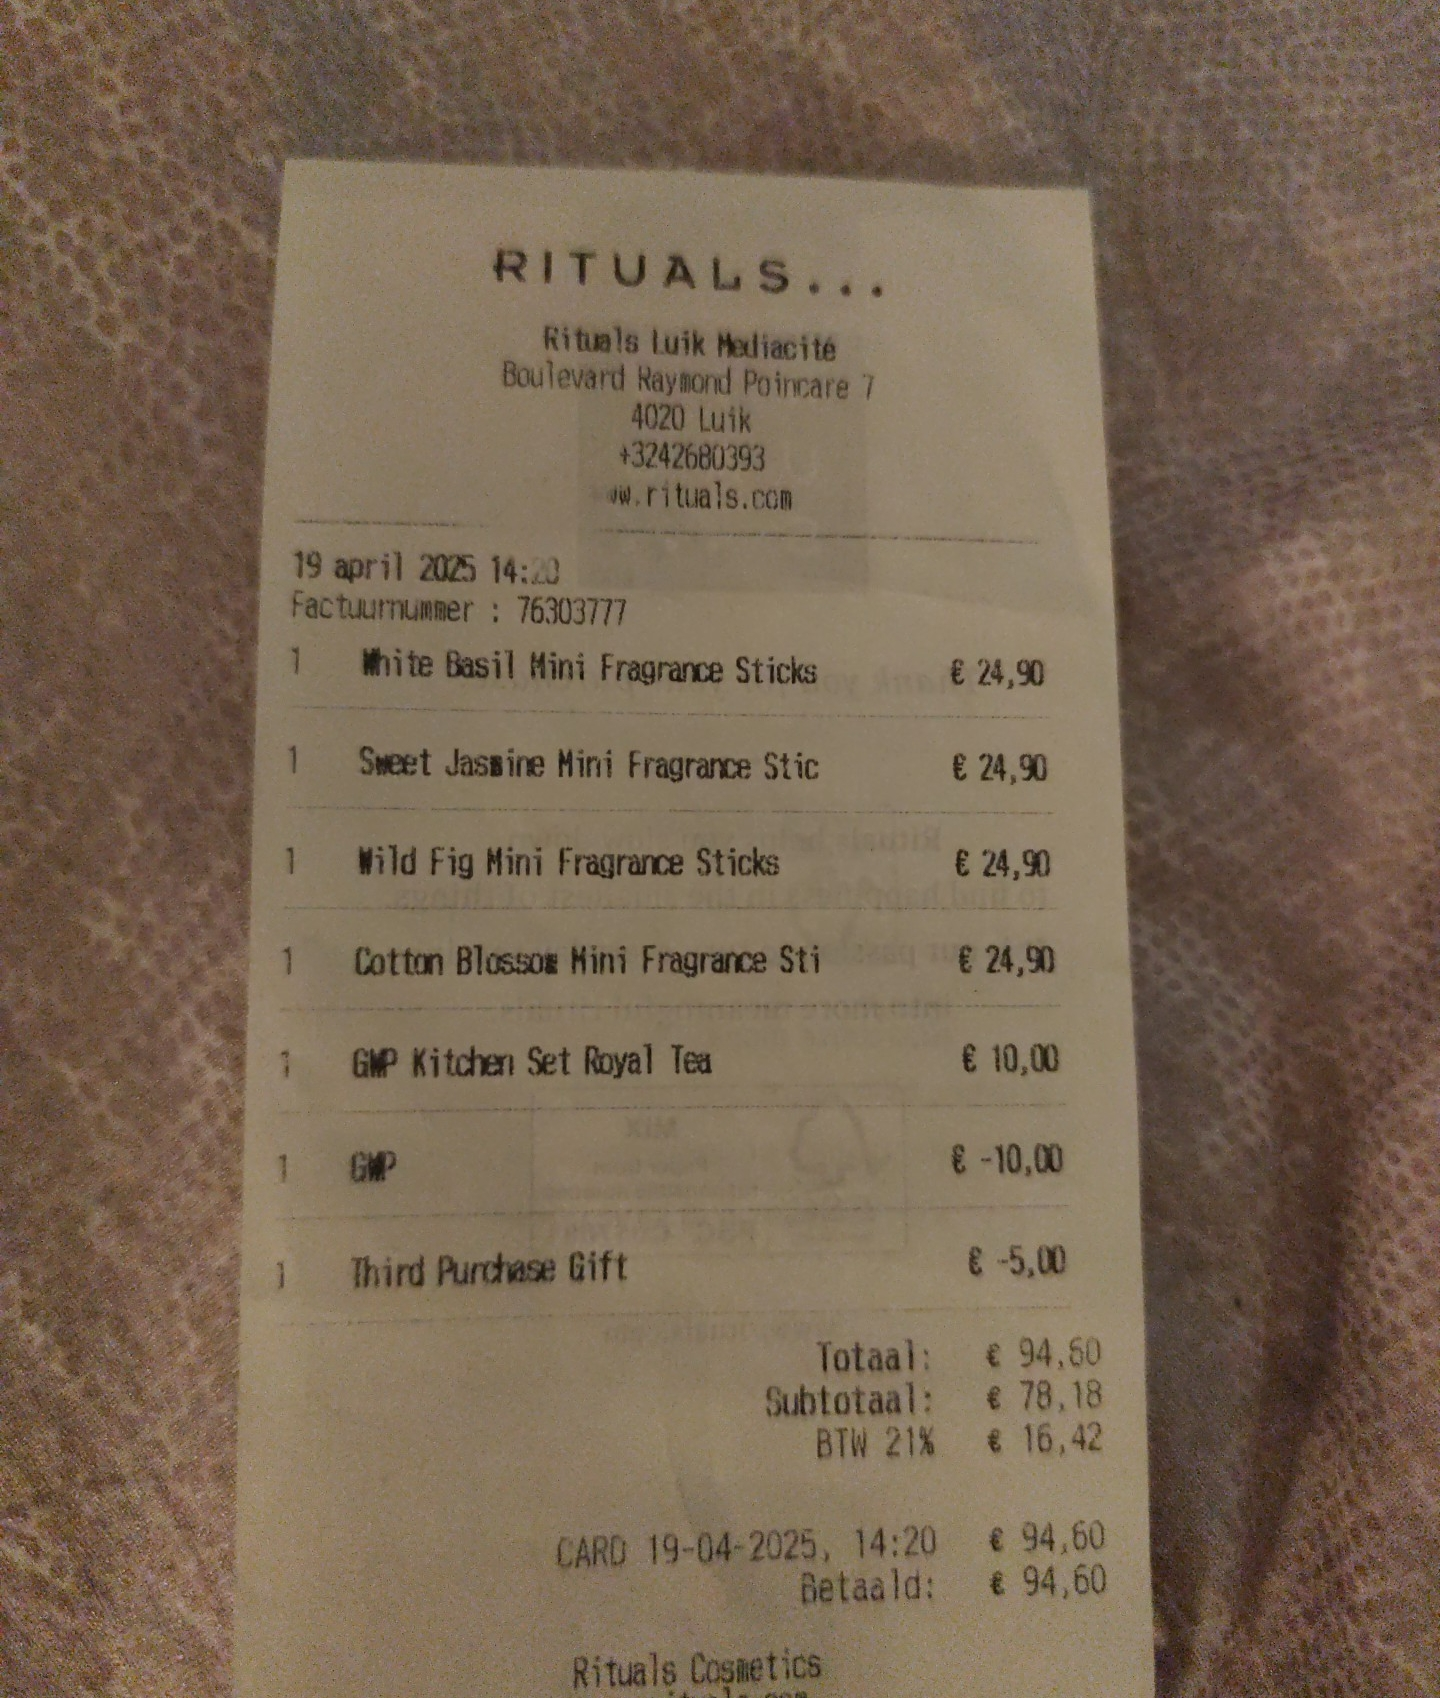 RITUALS...
Rituals Luik Mediacité
Boulevard Raymond Poincare 7
4020 Luik
+3242680393
ww.rituals.com
19 april 2025 14:20
Factuurnummer : 76303777
1 White Basil Mini Fragrance Sticks € 24,90
1 Sweet Jasmine Mini Fragrance Stic € 24,90
1 Wild Fig Mini Fragrance Sticks € 24,90
1 Cotton Blossom Mini Fragrance Sti € 24,90
1 GWP Kitchen Set Royal Tea € 10,00
1 GWP € -10,00
1 Third Purchase Gift € -5,00
Totaal: € 94,60
Subtotaal: € 78,18
BTW 21% € 16,42
CARD 19-04-2025, 14:20 € 94,60
Betaald: € 94,60
Rituals Cosmetics